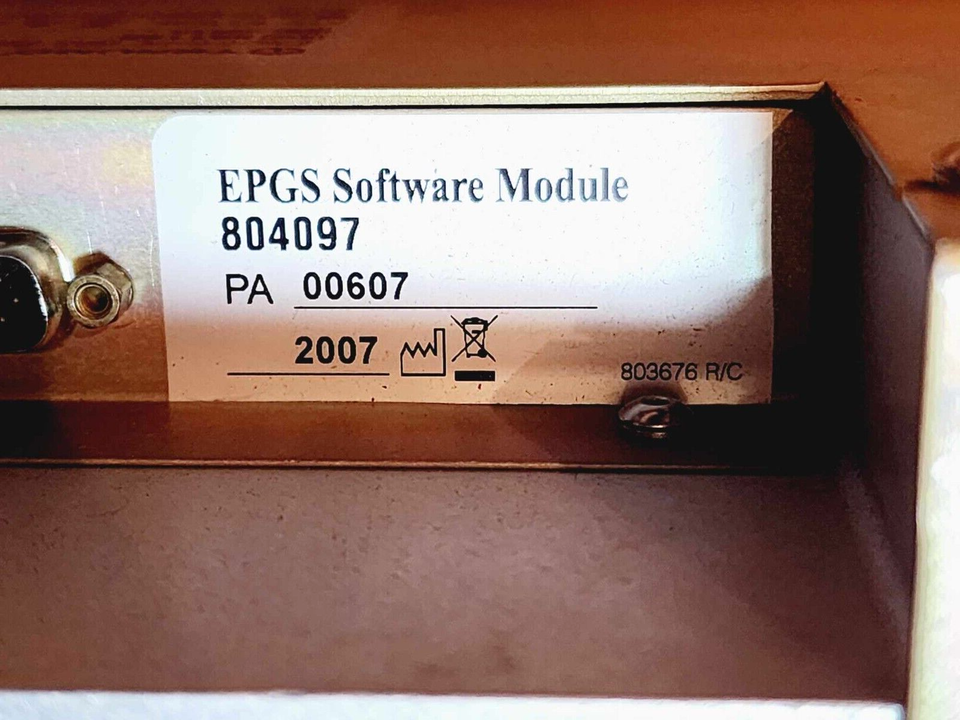 EPGS Software Module
804097
PA 00607
2007
803676 R/C